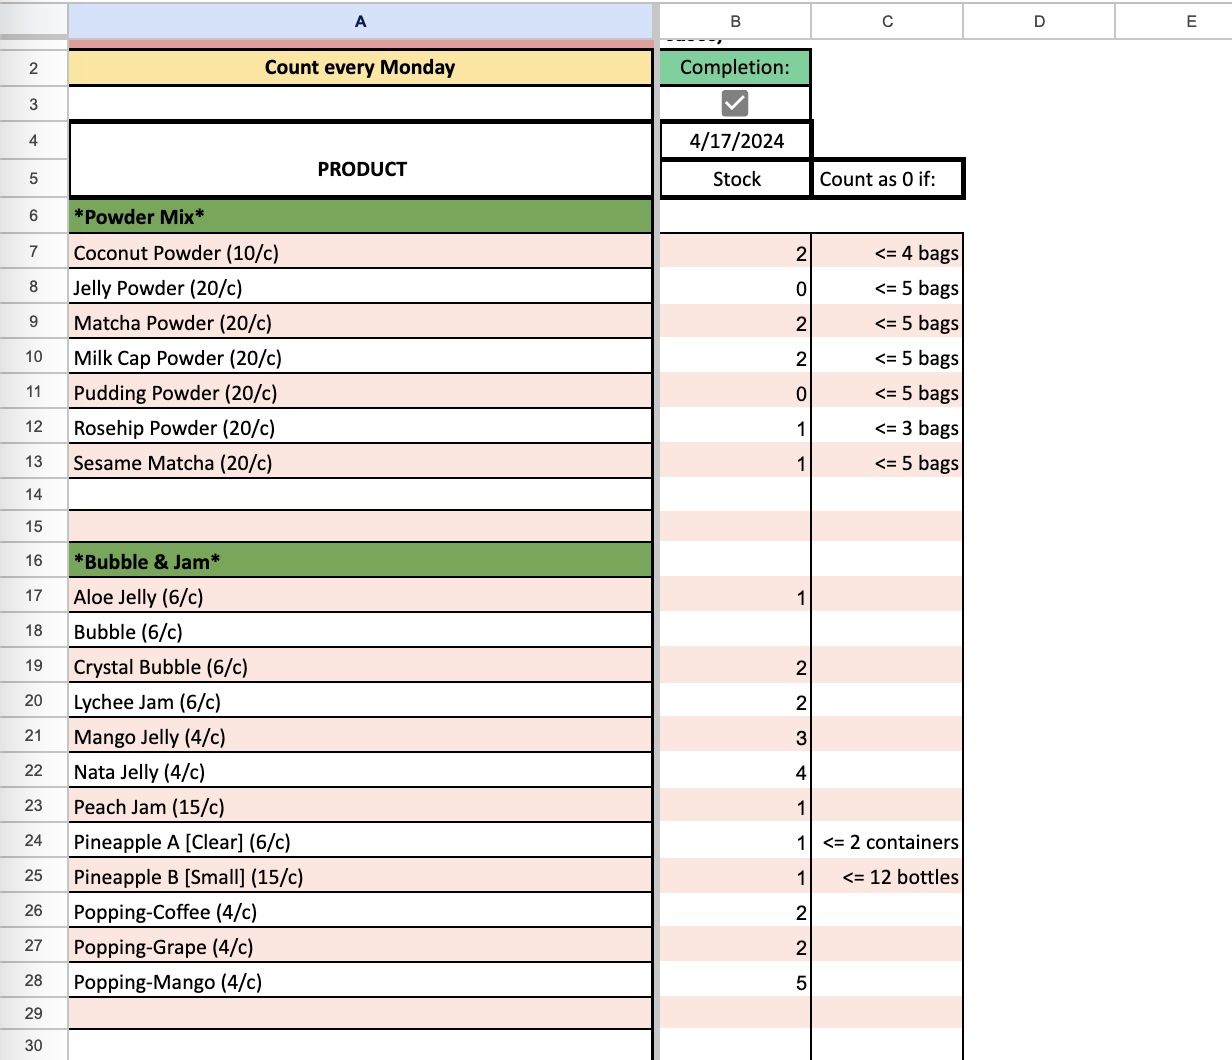 A B C D E
2 Count every Monday Completion:
3
4 4/17/2024
PRODUCT
5 Stock Count as 0 if:
6 *Powder Mix*
7 Coconut Powder (10/c) 2 <= 4 bags
8 Jelly Powder (20/c) 0 <= 5 bags
9 Matcha Powder (20/c) 2 <= 5 bags
10 Milk Cap Powder (20/c) 2 <= 5 bags
11 Pudding Powder (20/c) 0 <= 5 bags
12 Rosehip Powder (20/c) 1 <= 3 bags
13 Sesame Matcha (20/c) 1 <= 5 bags
14
15
16 *Bubble & Jam*
17 Aloe Jelly (6/c) 1
18 Bubble (6/c)
19 Crystal Bubble (6/c) 2
20 Lychee Jam (6/c) 2
21 Mango Jelly (4/c) 3
22 Nata Jelly (4/c) 4
23 Peach Jam (15/c) 1
24 Pineapple A [Clear] (6/c) 1 <= 2 containers
25 Pineapple B [Small] (15/c) 1 <= 12 bottles
26 Popping-Coffee (4/c) 2
27 Popping-Grape (4/c) 2
28 Popping-Mango (4/c) 5
29
30